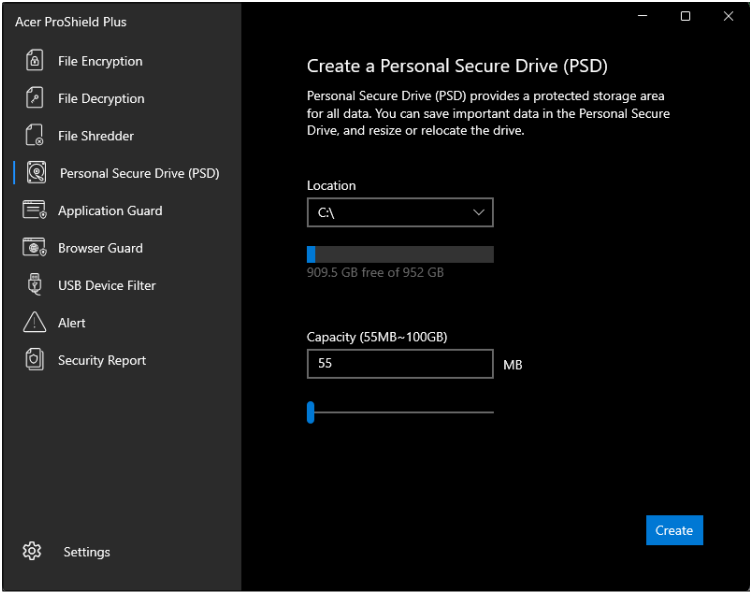 Acer ProShield Plus
File Encryption
File Decryption
File Shredder
Personal Secure Drive (PSD)
Application Guard
Browser Guard
USB Device Filter
Alert
Security Report
Settings
Create a Personal Secure Drive (PSD)
Personal Secure Drive (PSD) provides a protected storage area
for all data. You can save important data in the Personal Secure
Drive, and resize or relocate the drive.
Location
C:\
909.5 GB free of 952 GB
Capacity (55MB~100GB)
55 MB
Create